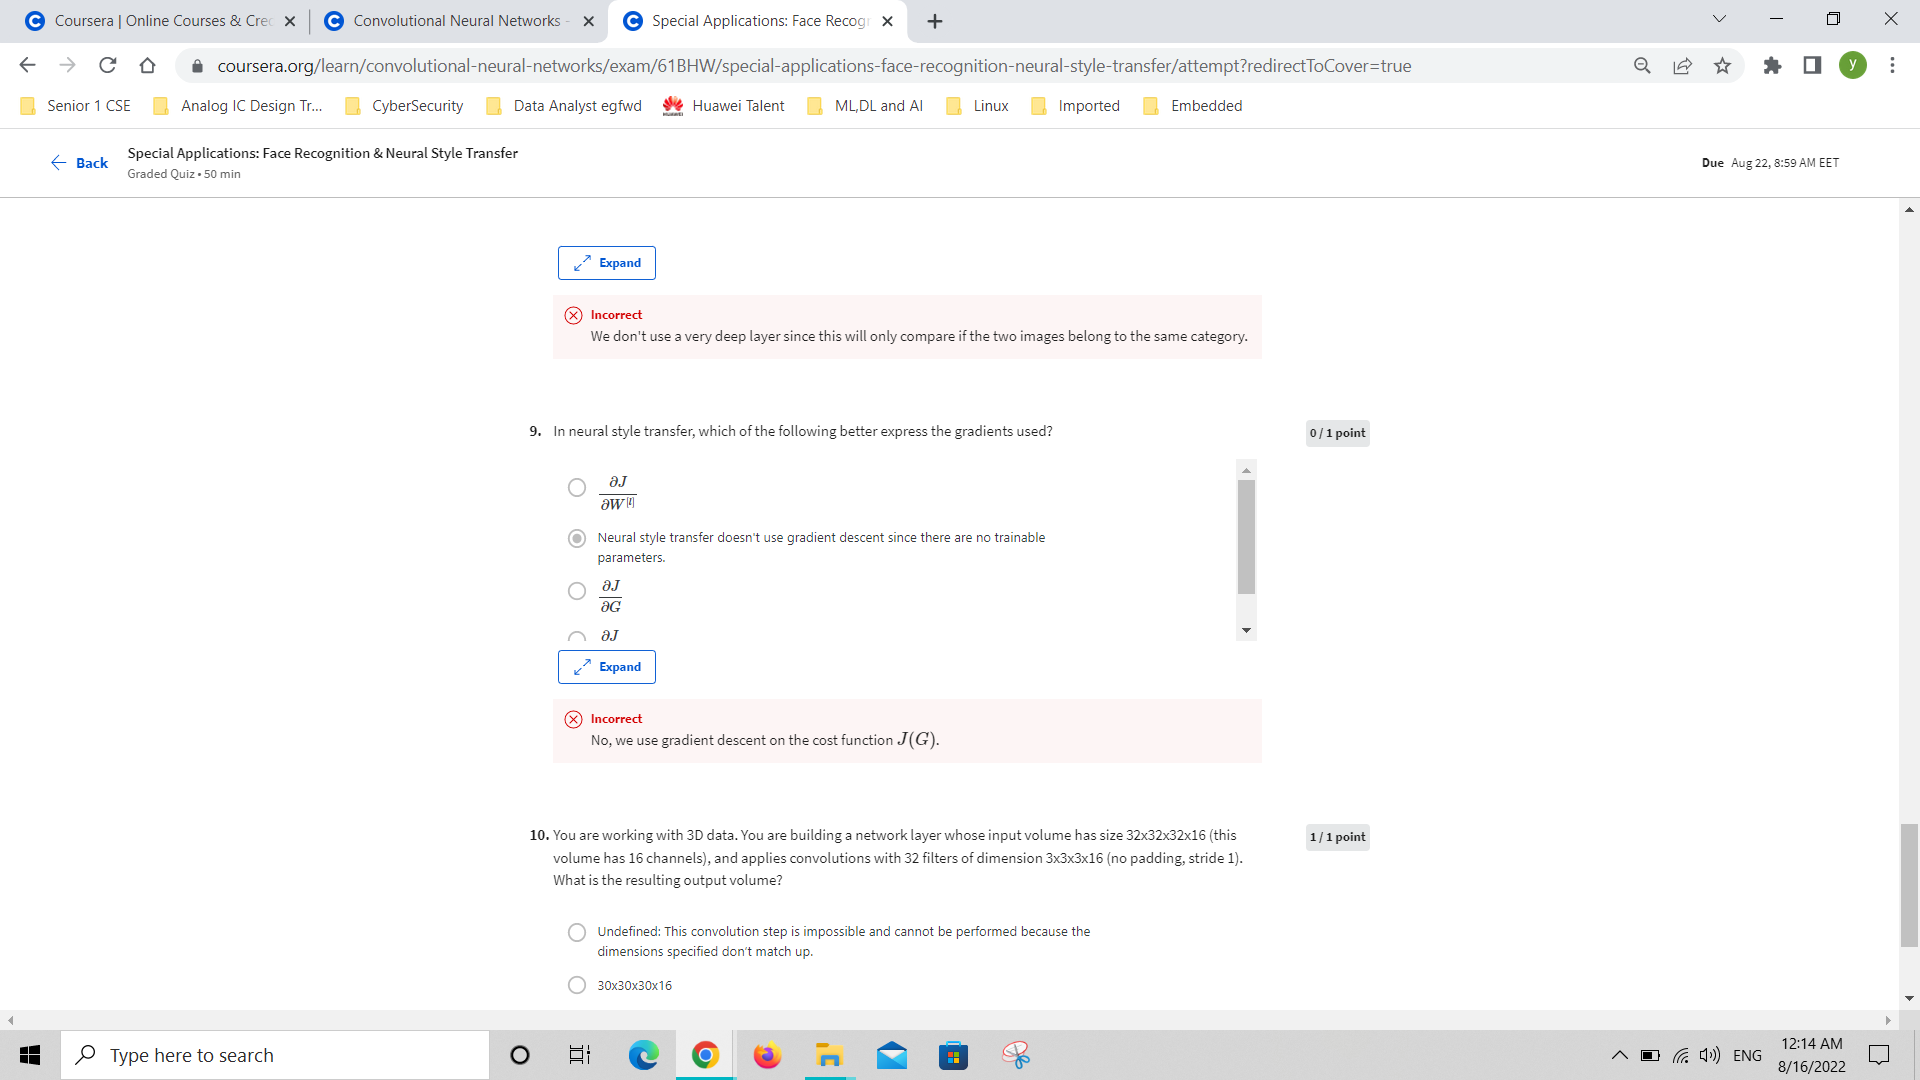 Coursera | Online Courses & Cre
Convolutional Neural Networks -
Special Applications: Face Recogn
coursera.org/learn/convolutional-neural-networks/exam/61BHW/special-applications-face-recognition-neural-style-transfer/attempt?redirectToCover=true
y
Senior 1 CSE
Analog IC Design Tr...
CyberSecurity
Data Analyst egfwd
Huawei Talent
ML,DL and AI
Linux
Imported
Embedded
Back
Special Applications: Face Recognition & Neural Style Transfer
Graded Quiz • 50 min
Due Aug 22, 8:59 AM EET
Expand
Incorrect
We don't use a very deep layer since this will only compare if the two images belong to the same category.
9. In neural style transfer, which of the following better express the gradients used?
0 / 1 point
∂J
∂W[l]
Neural style transfer doesn't use gradient descent since there are no trainable
parameters.
∂J
∂G
∂J
Expand
Incorrect
No, we use gradient descent on the cost function J(G).
10. You are working with 3D data. You are building a network layer whose input volume has size 32x32x32x16 (this
1 / 1 point
volume has 16 channels), and applies convolutions with 32 filters of dimension 3x3x3x16 (no padding, stride 1).
What is the resulting output volume?
Undefined: This convolution step is impossible and cannot be performed because the
dimensions specified don't match up.
30x30x30x16
Type here to search
ENG
12:14 AM
8/16/2022